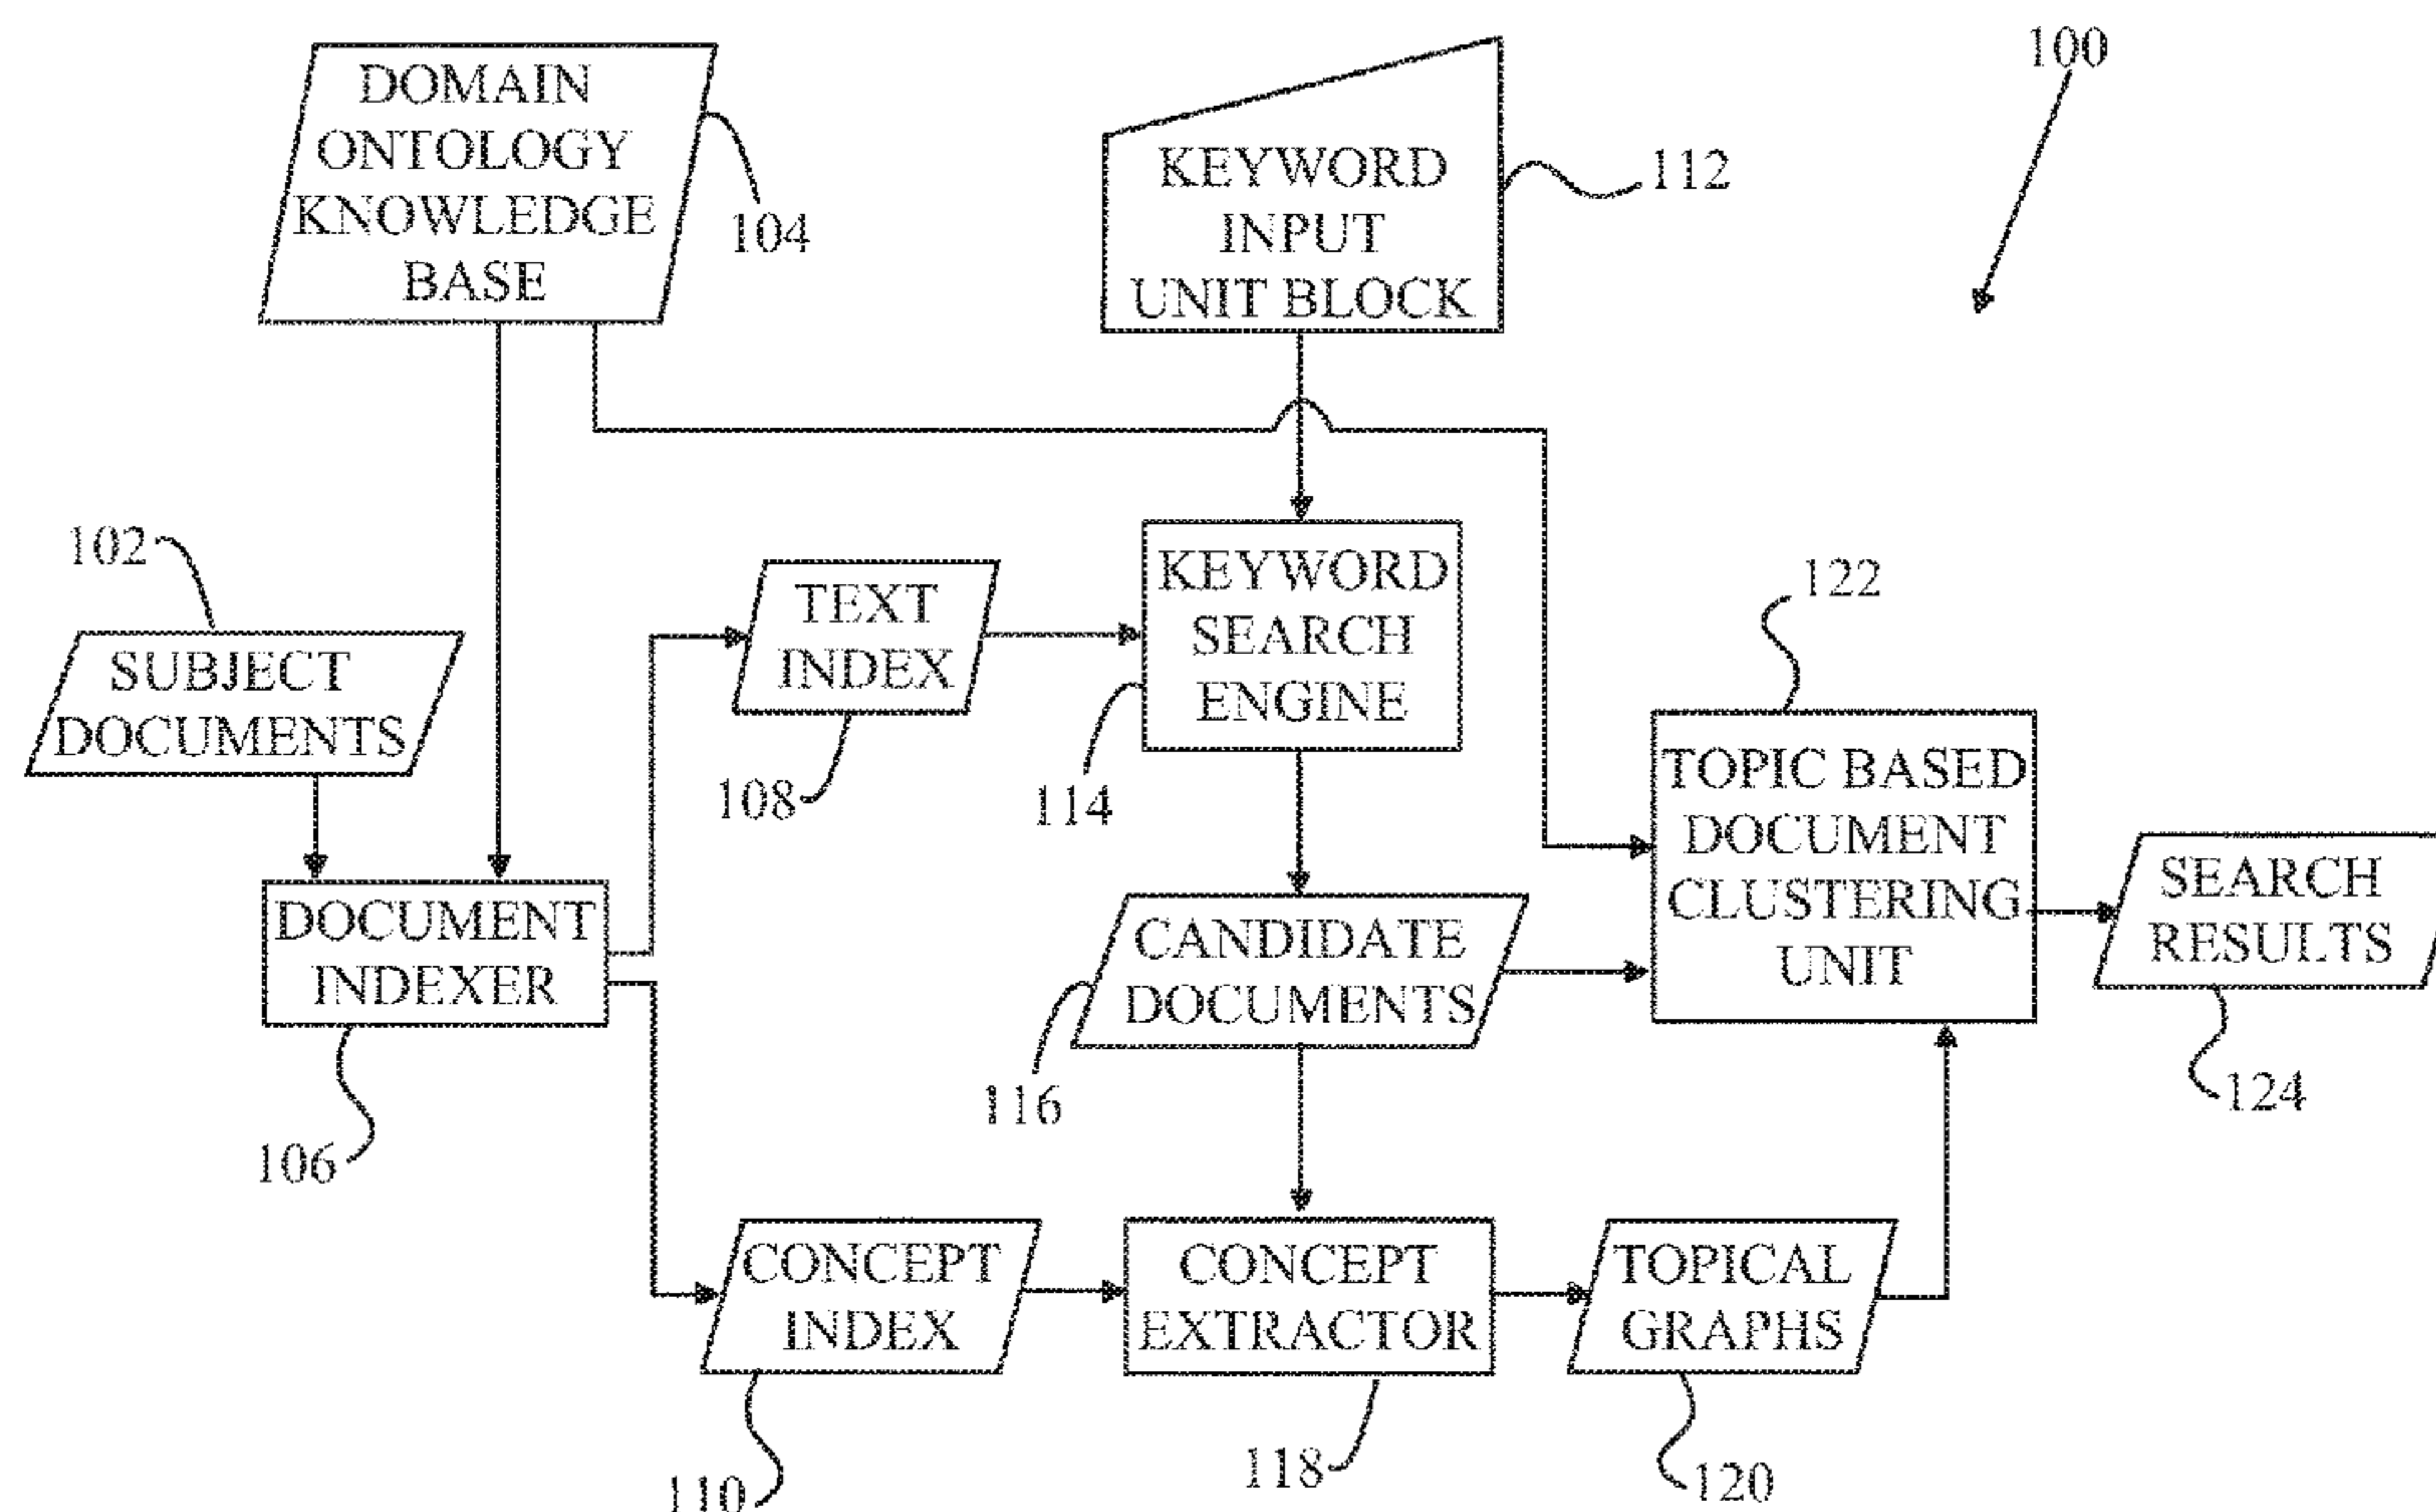 100
DOMAIN
ONTOLOGY
KNOWLEDGE
BASE
104
KEYWORD
INPUT
UNIT BLOCK
112
102
SUBJECT
DOCUMENTS
TEXT
INDEX
108
KEYWORD
SEARCH
ENGINE
114
122
TOPIC BASED
DOCUMENT
CLUSTERING
UNIT
DOCUMENT
INDEXER
106
CANDIDATE
DOCUMENTS
116
SEARCH
RESULTS
124
CONCEPT
INDEX
110
CONCEPT
EXTRACTOR
118
TOPICAL
GRAPHS
120